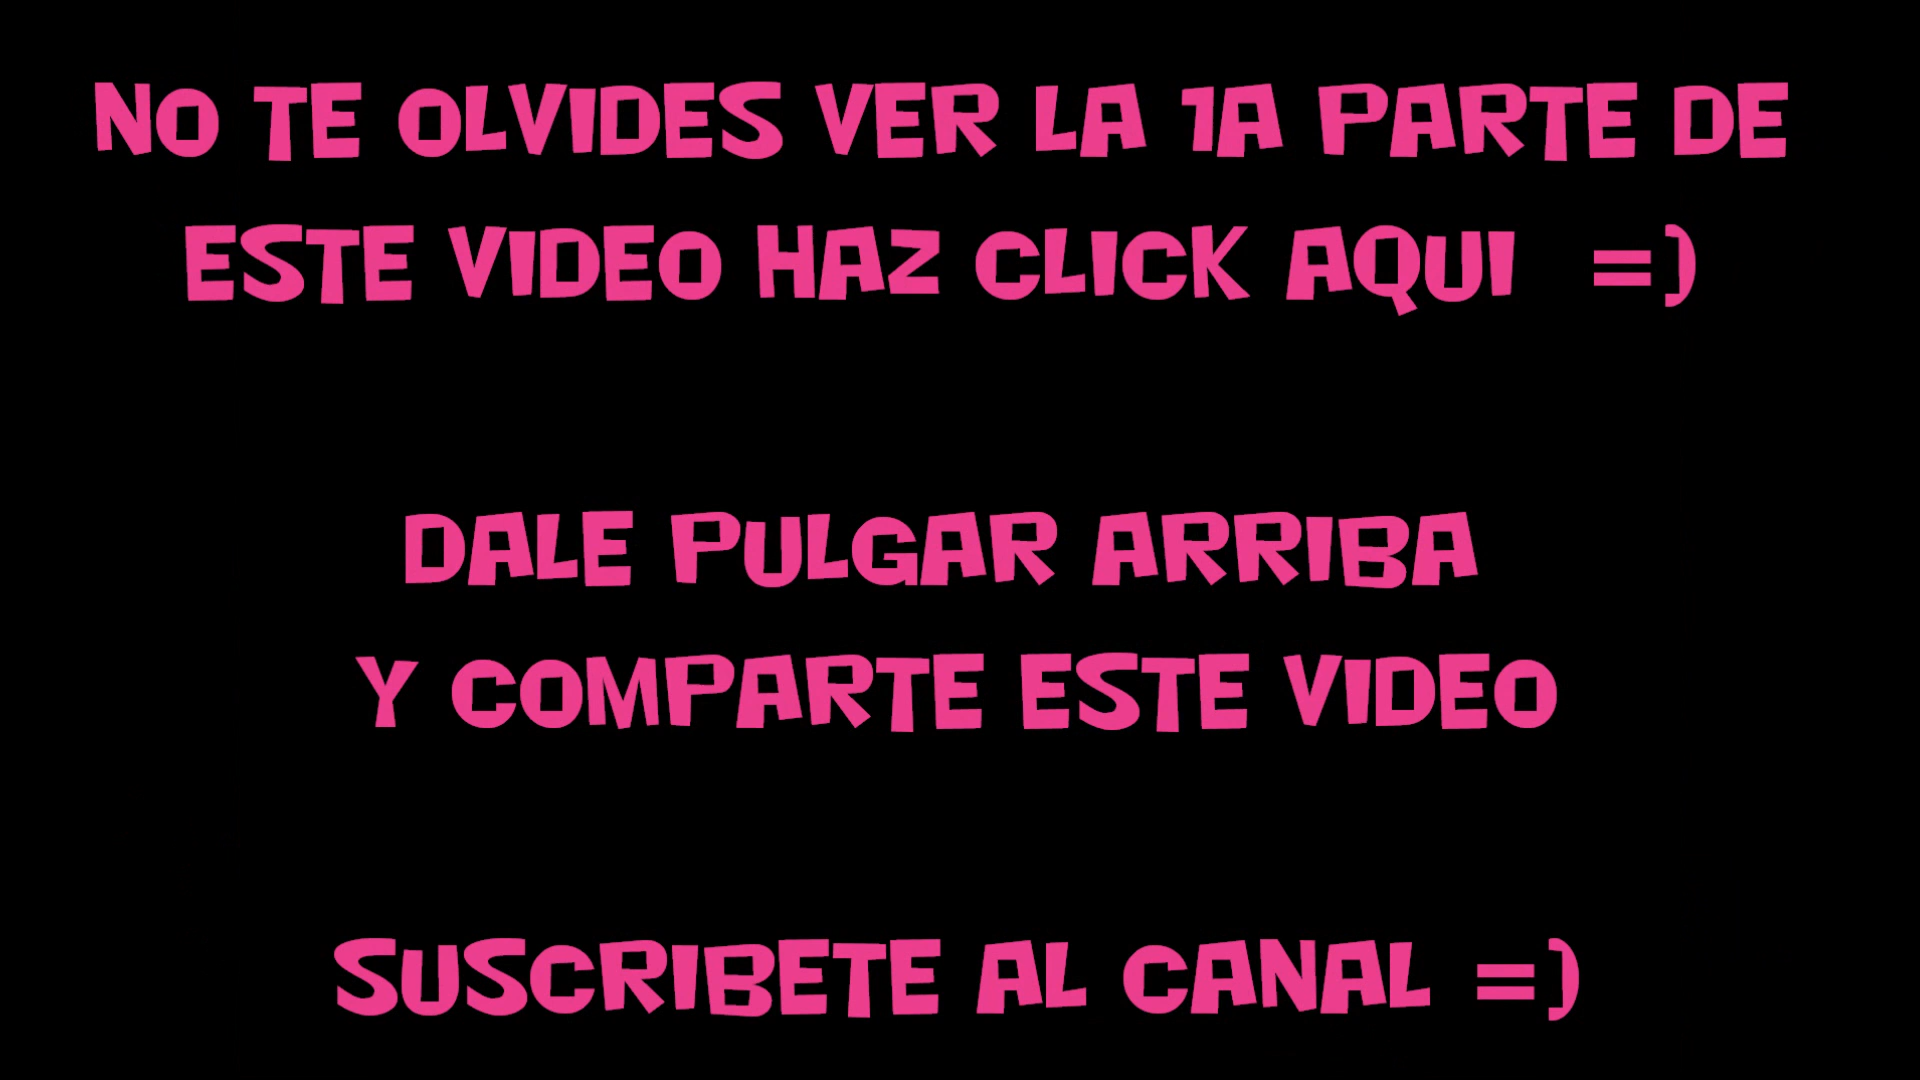 NO TE OLVIDES VER LA 1A PARTE DE
ESTE VIDEO HAZ CLICK AQUI =)
DALE PULGAR ARRIBA
Y COMPARTE ESTE VIDEO
SUSCRIBETE AL CANAL =)